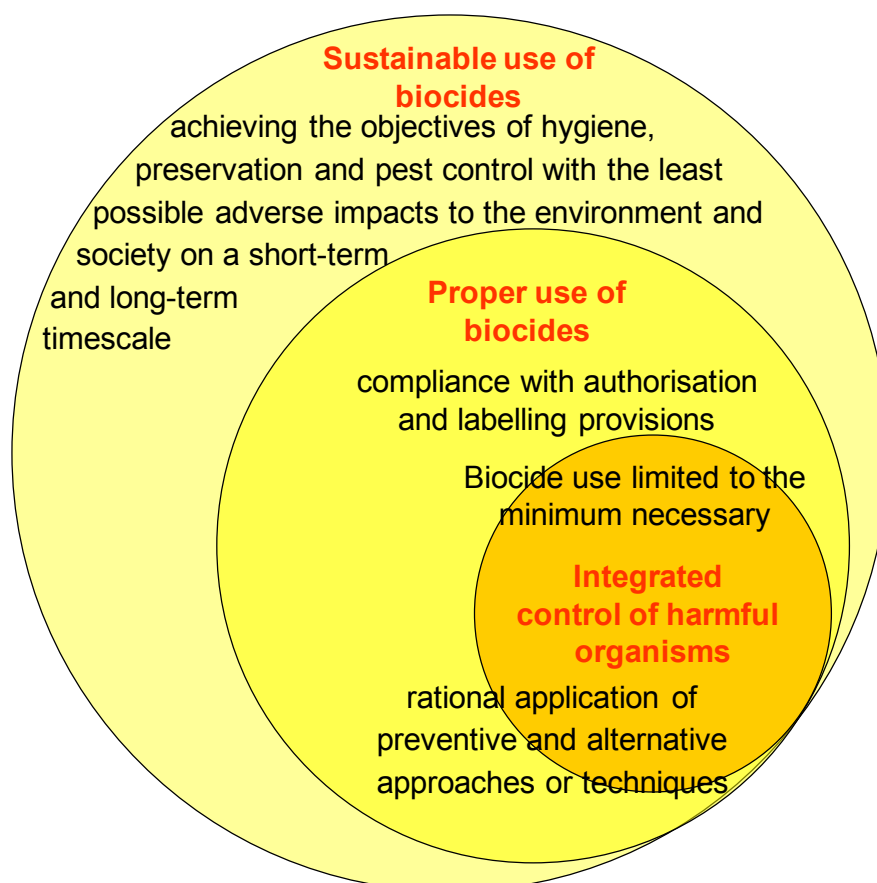 Sustainable use of
biocides
achieving the objectives of hygiene,
preservation and pest control with the least
possible adverse impacts to the environment and
society on a short-term
and long-term
timescale
Proper use of
biocides
compliance with authorisation
and labelling provisions
Biocide use limited to the
minimum necessary
Integrated
control of harmful
organisms
rational application of
preventive and alternative
approaches or techniques